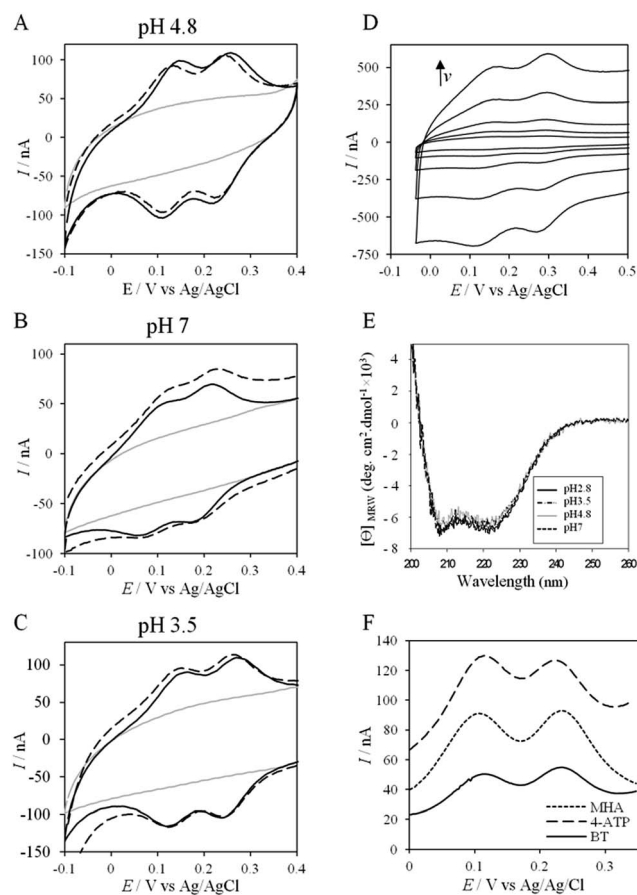 A
pH 4.8
100
50
0
-50
-100
-150
I / nA
-0.1 0 0.1 0.2 0.3 0.4
E / V vs Ag/AgCl
B
pH 7
100
50
0
-50
-100
I / nA
-0.1 0 0.1 0.2 0.3 0.4
E / V vs Ag/AgCl
C
pH 3.5
100
50
0
-50
-100
-150
I / nA
-0.1 0 0.1 0.2 0.3 0.4
E / V vs Ag/AgCl
D
v
500
250
0
-250
-500
-750
I / nA
0.0 0.1 0.2 0.3 0.4 0.5
E / V vs Ag/AgCl
E
4
2
0
-2
-4
-6
-8
[Θ] MRW (deg. cm².dmol⁻¹×10³)
pH2.8
pH3.5
pH4.8
pH7
200 210 220 230 240 250 260
Wavelength (nm)
F
140
120
100
80
60
40
20
0
I / nA
MHA
4-ATP
BT
0 0.1 0.2 0.3
E / V vs Ag/Ag/Cl